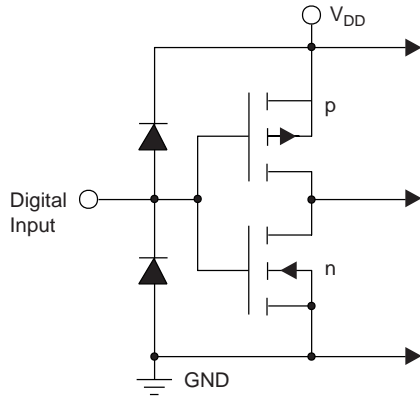 V_DD
p
Digital
Input
n
GND